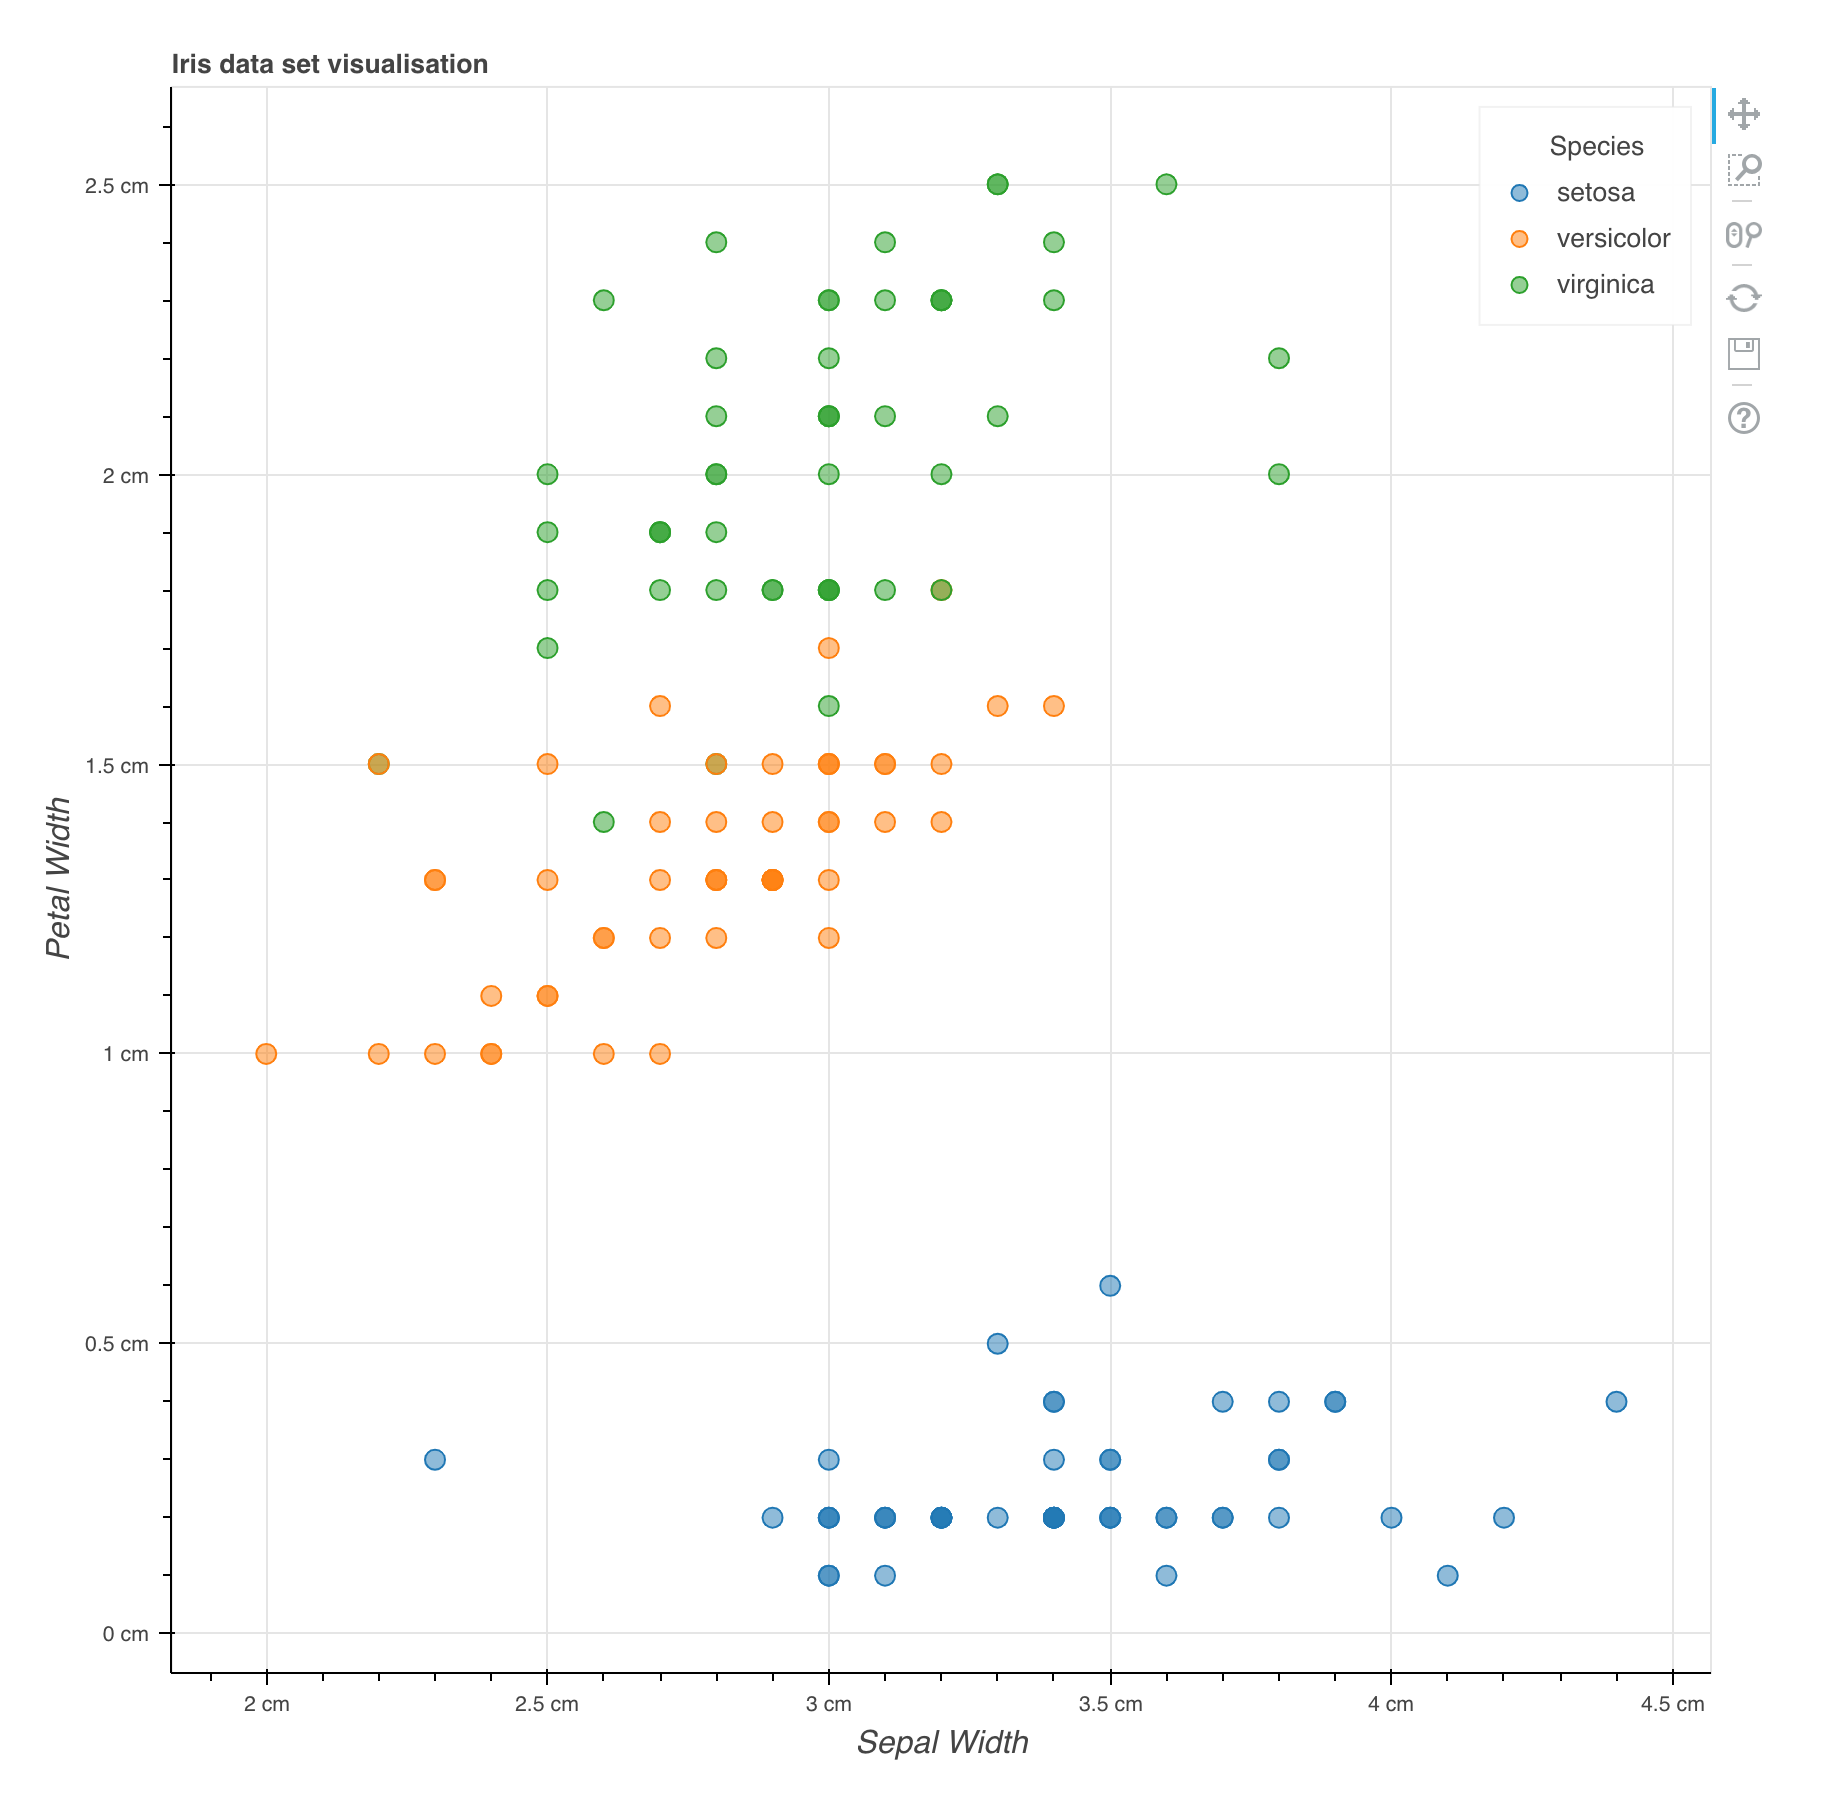 Iris data set visualisation
Species
setosa
versicolor
virginica
2.5 cm
2 cm
1.5 cm
1 cm
0.5 cm
0 cm
Petal Width
2 cm
2.5 cm
3 cm
3.5 cm
4 cm
4.5 cm
Sepal Width